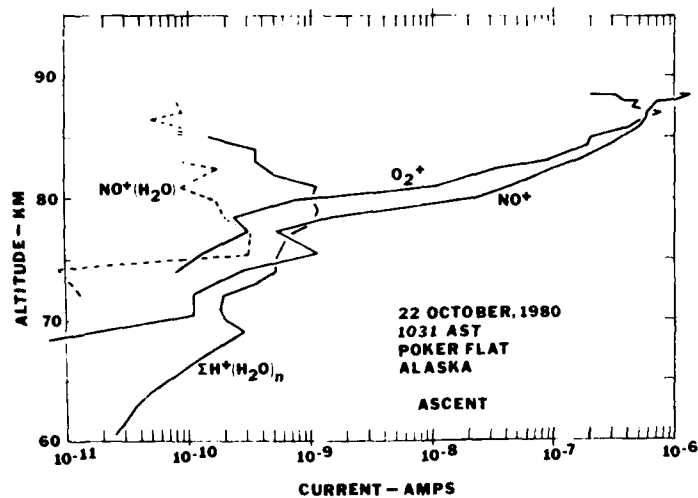 90
80
70
60
ALTITUDE–KM
O₂⁺
NO⁺(H₂O)
NO⁺
ΣH⁺(H₂O)ₙ
22 OCTOBER, 1980
1031 AST
POKER FLAT
ALASKA
ASCENT
10⁻¹¹ 10⁻¹⁰ 10⁻⁹ 10⁻⁸ 10⁻⁷ 10⁻⁶
CURRENT–AMPS